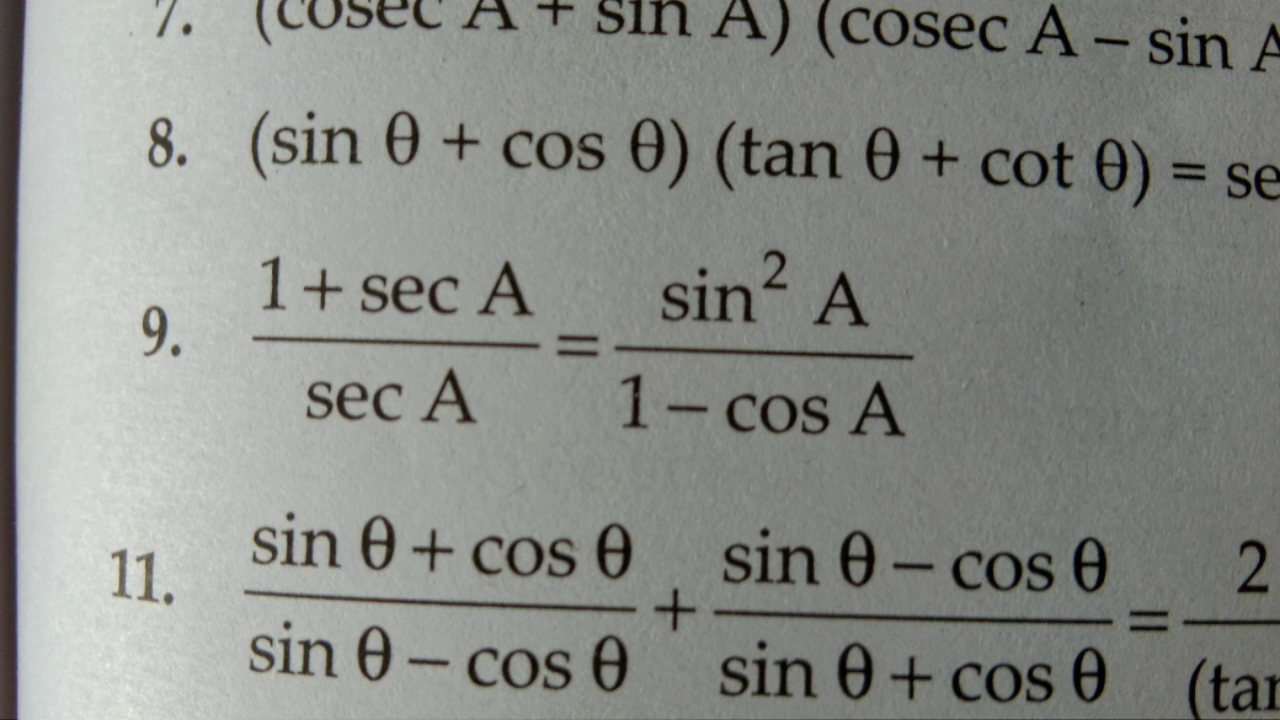 7. (cosec A + sin A) (cosec A – sin A
8. (sin θ + cos θ) (tan θ + cot θ) = se
9. 1 + sec A / sec A = sin² A / 1 – cos A
11. sin θ + cos θ / sin θ – cos θ + sin θ – cos θ / sin θ + cos θ = 2 / (tan